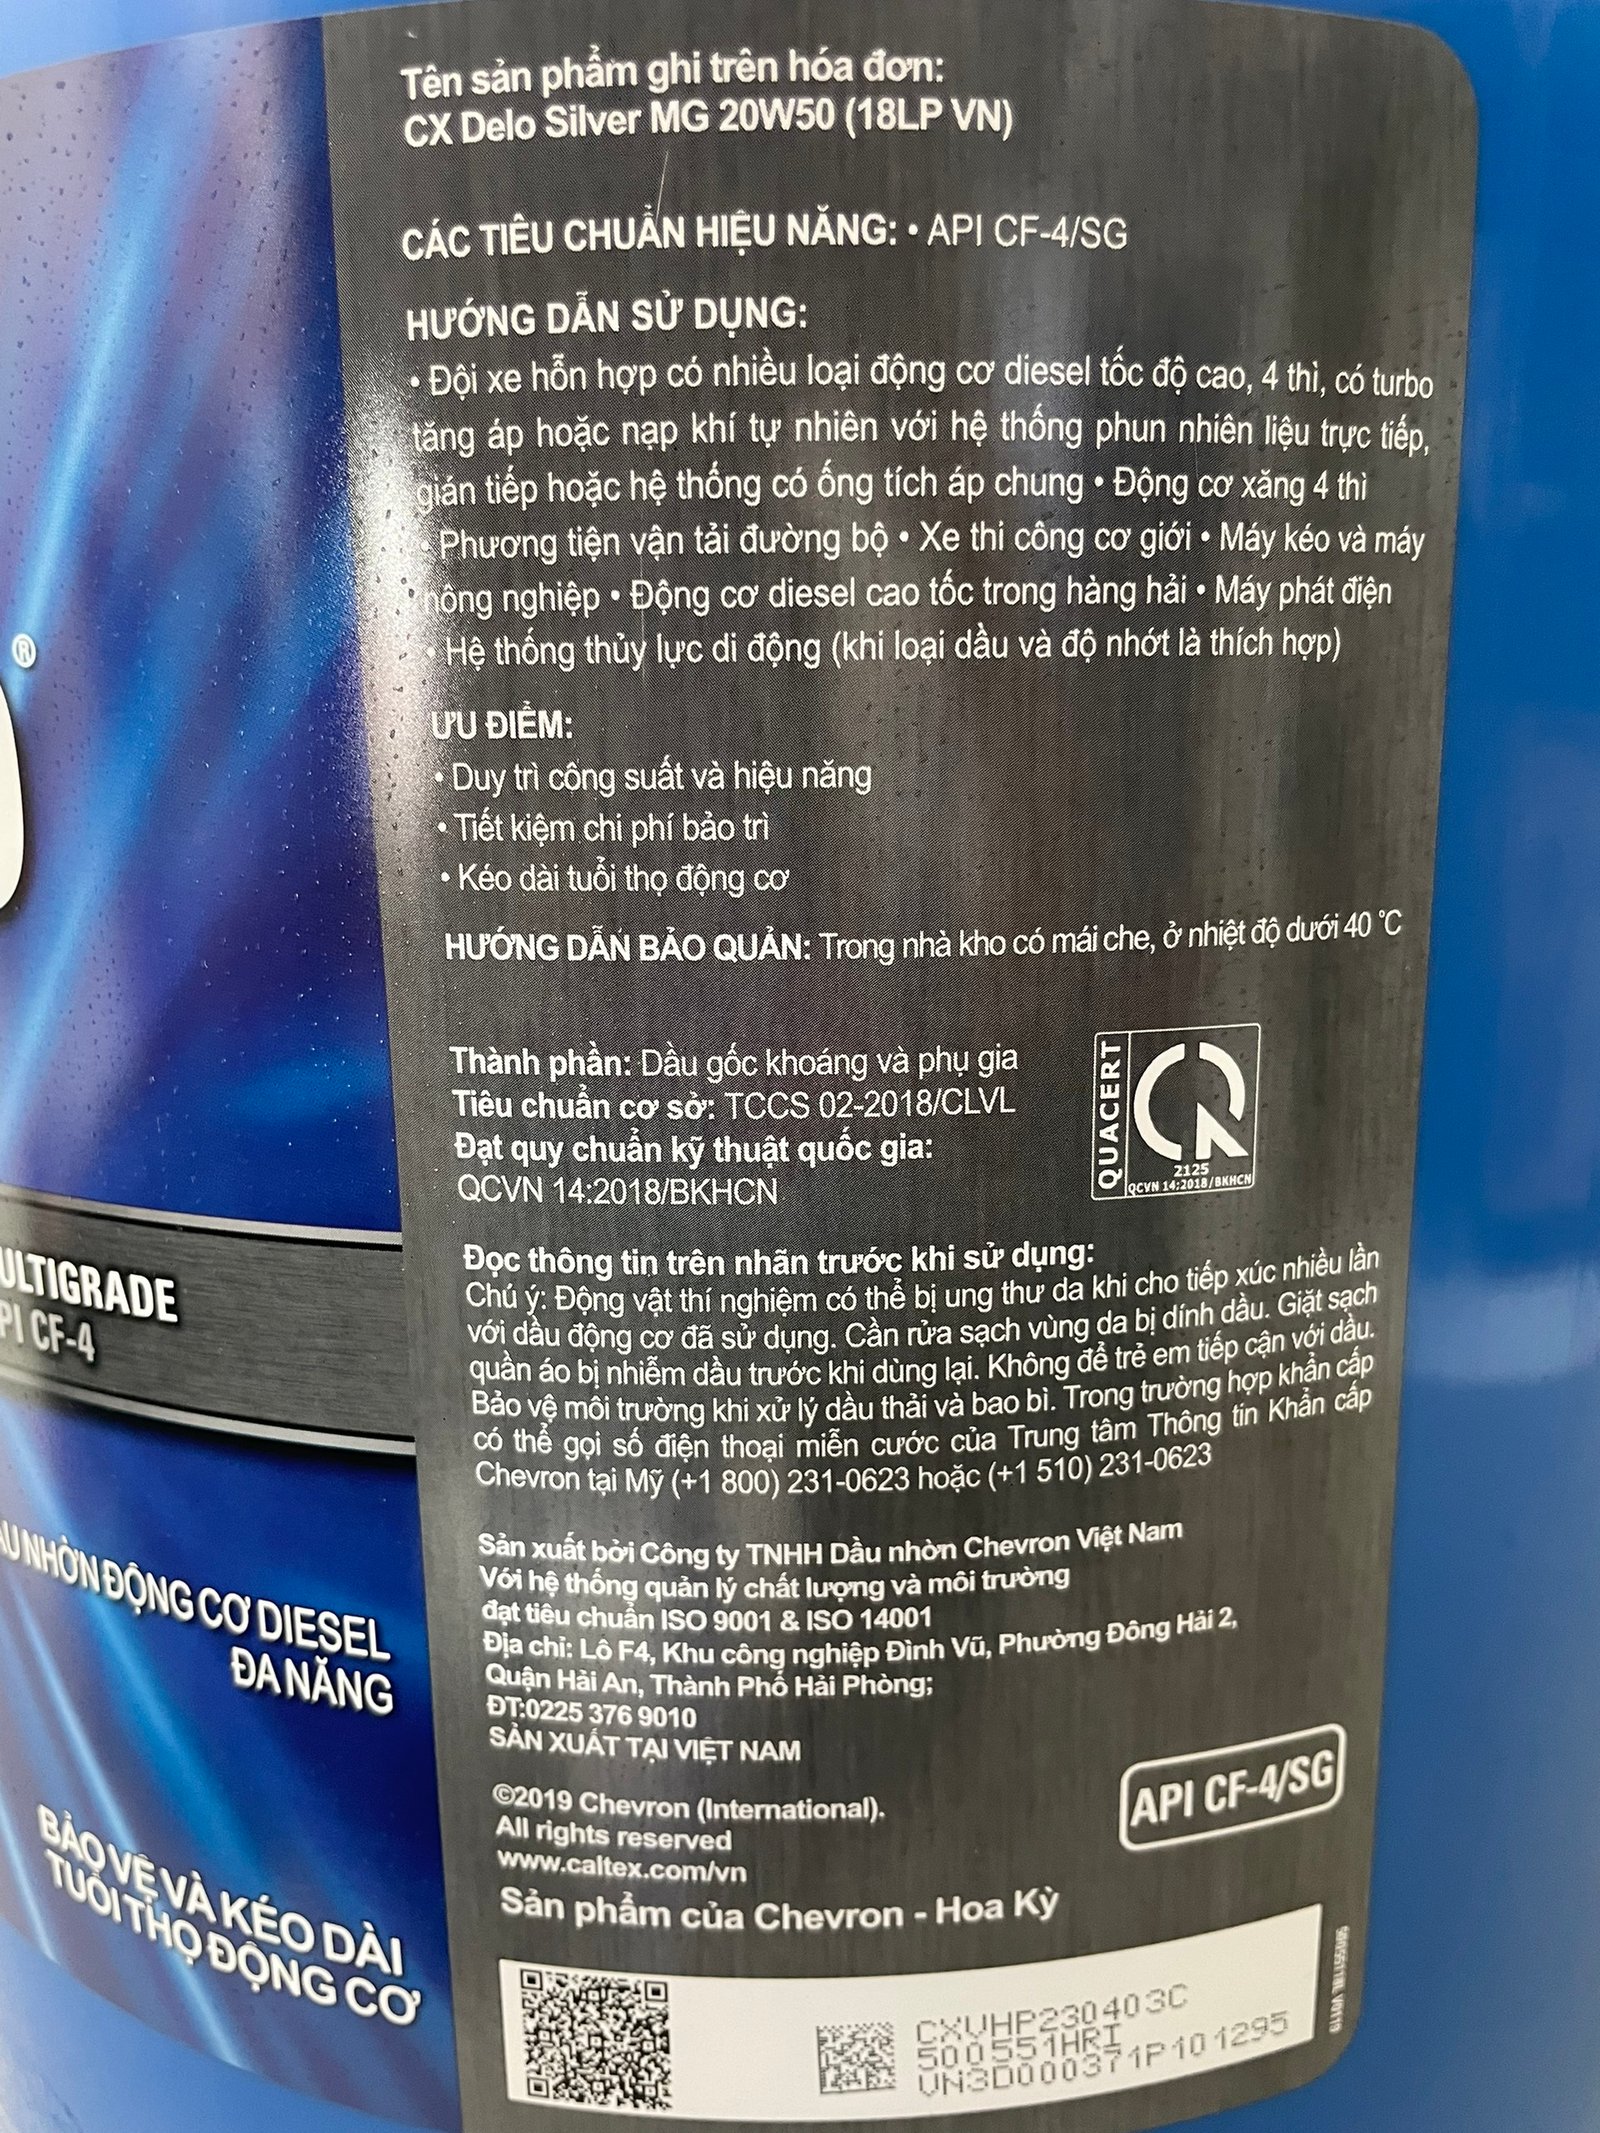 Tên sản phẩm ghi trên hóa đơn:
CX Delo Silver MG 20W50 (18LP VN)
CÁC TIÊU CHUẨN HIỆU NĂNG: • API CF-4/SG
HƯỚNG DẪN SỬ DỤNG:
• Đội xe hỗn hợp có nhiều loại động cơ diesel tốc độ cao, 4 thì, có turbo
tăng áp hoặc nạp khí tự nhiên với hệ thống phun nhiên liệu trực tiếp,
gián tiếp hoặc hệ thống có ống tích áp chung • Động cơ xăng 4 thì
• Phương tiện vận tải đường bộ • Xe thi công cơ giới • Máy kéo và máy
nông nghiệp • Động cơ diesel cao tốc trong hàng hải • Máy phát điện
• Hệ thống thủy lực di động (khi loại dầu và độ nhớt là thích hợp)
ƯU ĐIỂM:
• Duy trì công suất và hiệu năng
• Tiết kiệm chi phí bảo trì
• Kéo dài tuổi thọ động cơ
HƯỚNG DẪN BẢO QUẢN: Trong nhà kho có mái che, ở nhiệt độ dưới 40 °C
Thành phần: Dầu gốc khoáng và phụ gia
Tiêu chuẩn cơ sở: TCCS 02-2018/CLVL
Đạt quy chuẩn kỹ thuật quốc gia:
QCVN 14:2018/BKHCN
QUACERT
2125
QCVN 14:2018/BKHCN
Đọc thông tin trên nhãn trước khi sử dụng:
Chú ý: Động vật thí nghiệm có thể bị ung thư da khi cho tiếp xúc nhiều lần
với dầu động cơ đã sử dụng. Cần rửa sạch vùng da bị dính dầu. Giặt sạch
quần áo bị nhiễm dầu trước khi dùng lại. Không để trẻ em tiếp cận với dầu.
Bảo vệ môi trường khi xử lý dầu thải và bao bì. Trong trường hợp khẩn cấp
có thể gọi số điện thoại miễn cước của Trung tâm Thông tin Khẩn cấp
Chevron tại Mỹ (+1 800) 231-0623 hoặc (+1 510) 231-0623
Sản xuất bởi Công ty TNHH Dầu nhờn Chevron Việt Nam
Với hệ thống quản lý chất lượng và môi trường
đạt tiêu chuẩn ISO 9001 & ISO 14001
Địa chỉ: Lô F4, Khu công nghiệp Đình Vũ, Phường Đông Hải 2,
Quận Hải An, Thành Phố Hải Phòng;
ĐT:0225 376 9010
SẢN XUẤT TẠI VIỆT NAM
©2019 Chevron (International).
All rights reserved
www.caltex.com/vn
Sản phẩm của Chevron - Hoa Kỳ
API CF-4/SG
CXVHP230403C
500551HRI
VN3D000371P101295
®
ULTIGRADE
PI CF-4
ẦU NHỜN ĐỘNG CƠ DIESEL
ĐA NĂNG
BẢO VỆ VÀ KÉO DÀI
TUỔI THỌ ĐỘNG CƠ